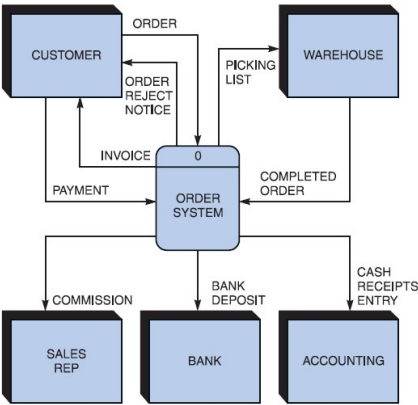 ORDER
CUSTOMER
WAREHOUSE
PICKING
LIST
ORDER
REJECT
NOTICE
INVOICE
0
COMPLETED
ORDER
PAYMENT
ORDER
SYSTEM
COMMISSION
BANK
DEPOSIT
CASH
RECEIPTS
ENTRY
SALES
REP
BANK
ACCOUNTING